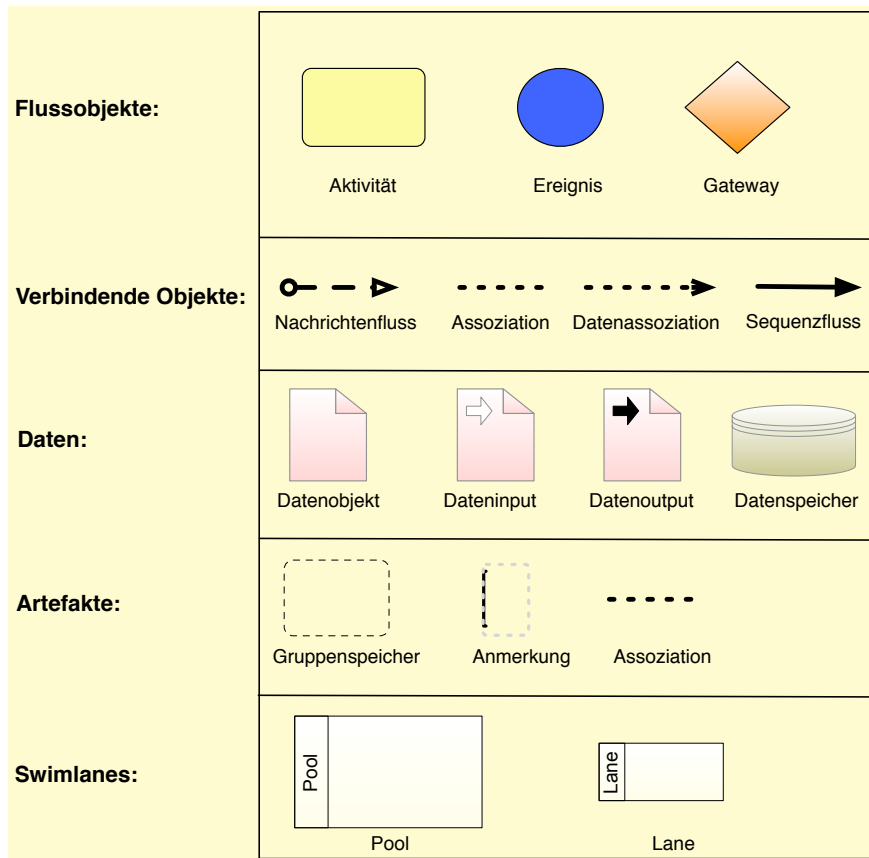 Flussobjekte:
Aktivität Ereignis Gateway
Verbindende Objekte:
Nachrichtenfluss Assoziation Datenassoziation Sequenzfluss
Daten:
Datenobjekt Dateninput Datenoutput Datenspeicher
Artefakte:
Gruppenspeicher Anmerkung Assoziation
Swimlanes:
Pool Lane
Pool Lane